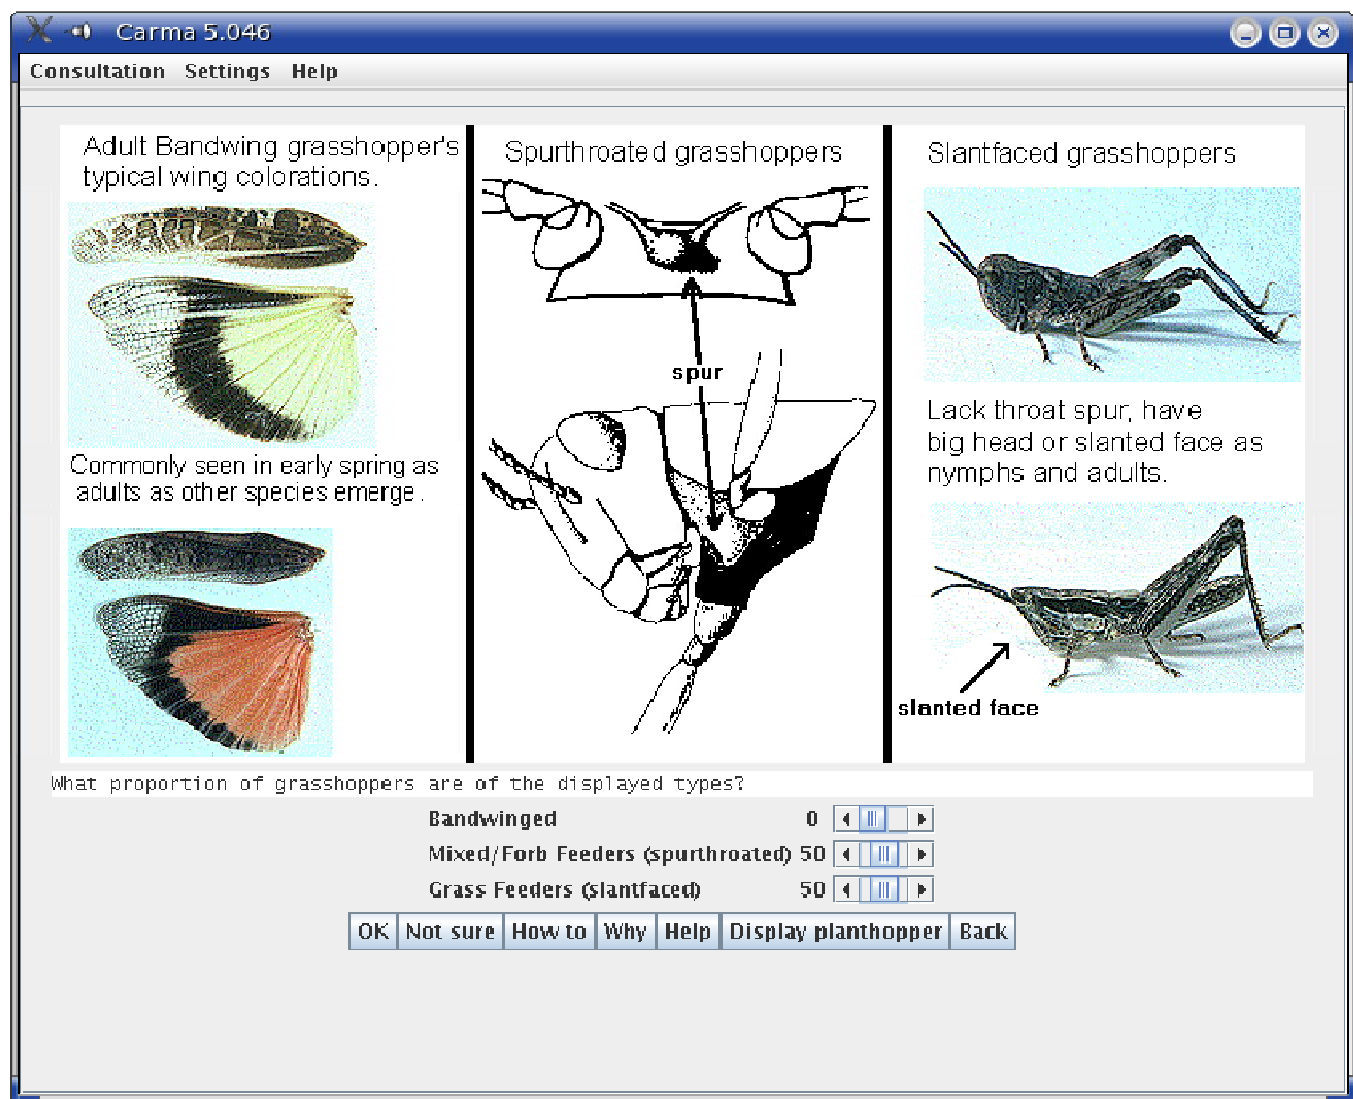 Carma 5.046
Consultation Settings Help
Adult Bandwing grasshopper's
typical wing colorations.
Commonly seen in early spring as
adults as other species emerge.
Spurthroated grasshoppers
spur
Slantfaced grasshoppers
Lack throat spur, have
big head or slanted face as
nymphs and adults.
slanted face
What proportion of grasshoppers are of the displayed types?
Bandwinged 0
Mixed/Forb Feeders (spurthroated) 50
Grass Feeders (slantfaced) 50
OK Not sure How to Why Help Display planthopper Back